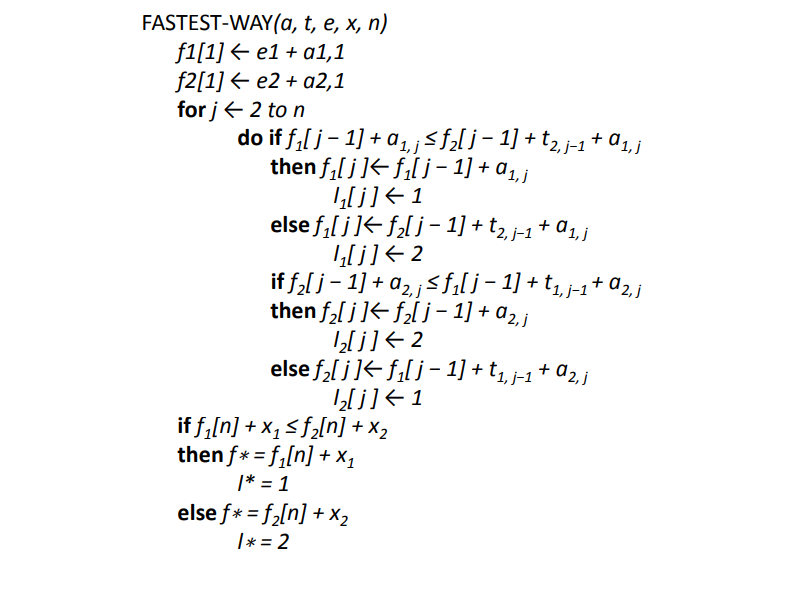 FASTEST-WAY(a, t, e, x, n)
f1[1] ← e1 + a1,1
f2[1] ← e2 + a2,1
for j ← 2 to n
do if f₁[ j − 1] + a₁, ⱼ ≤ f₂[ j − 1] + t₂, ⱼ₋₁ + a₁, ⱼ
then f₁[ j ]← f₁[ j − 1] + a₁, ⱼ
l₁[ j ] ← 1
else f₁[ j ]← f₂[ j − 1] + t₂, ⱼ₋₁ + a₁, ⱼ
l₁[ j ] ← 2
if f₂[ j − 1] + a₂, ⱼ ≤ f₁[ j − 1] + t₁, ⱼ₋₁ + a₂, ⱼ
then f₂[ j ]← f₂[ j − 1] + a₂, ⱼ
l₂[ j ] ← 2
else f₂[ j ]← f₁[ j − 1] + t₁, ⱼ₋₁ + a₂, ⱼ
l₂[ j ] ← 1
if f₁[n] + x₁ ≤ f₂[n] + x₂
then f∗ = f₁[n] + x₁
l* = 1
else f∗ = f₂[n] + x₂
l∗ = 2